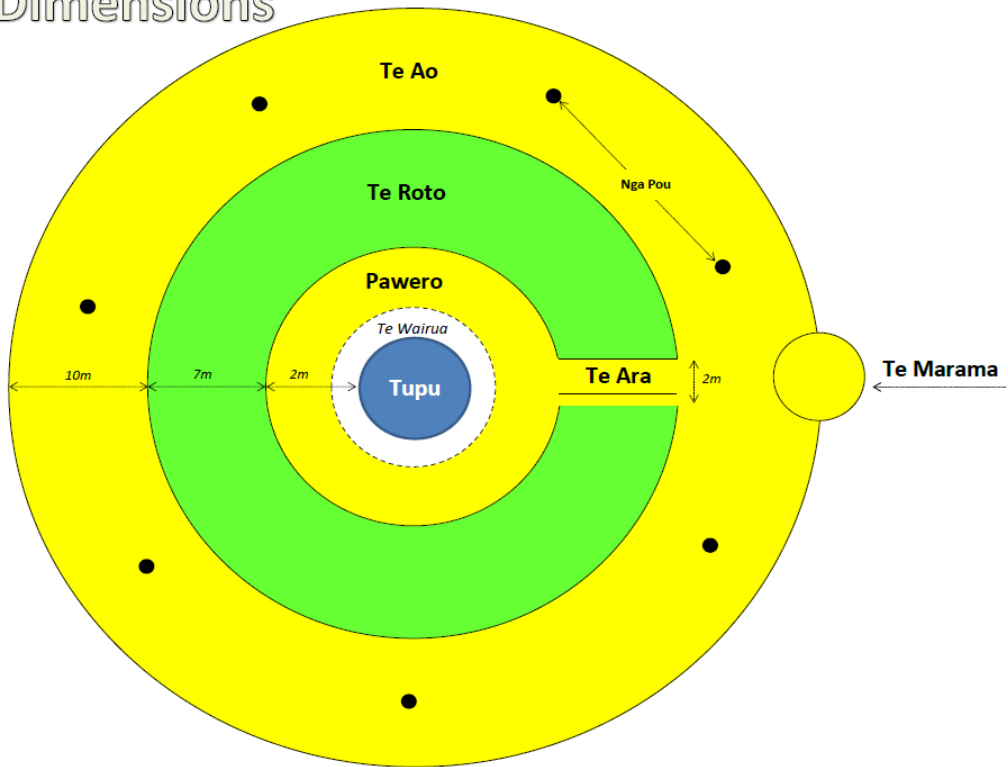 Dimensions
Te Ao
Te Roto
Nga Pou
Pawero
Te Wairua
10m
7m
2m
Tupu
Te Ara
2m
Te Marama